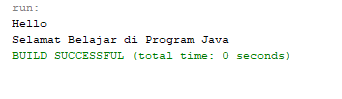 run:
Hello
Selamat Belajar di Program Java
BUILD SUCCESSFUL (total time: 0 seconds)